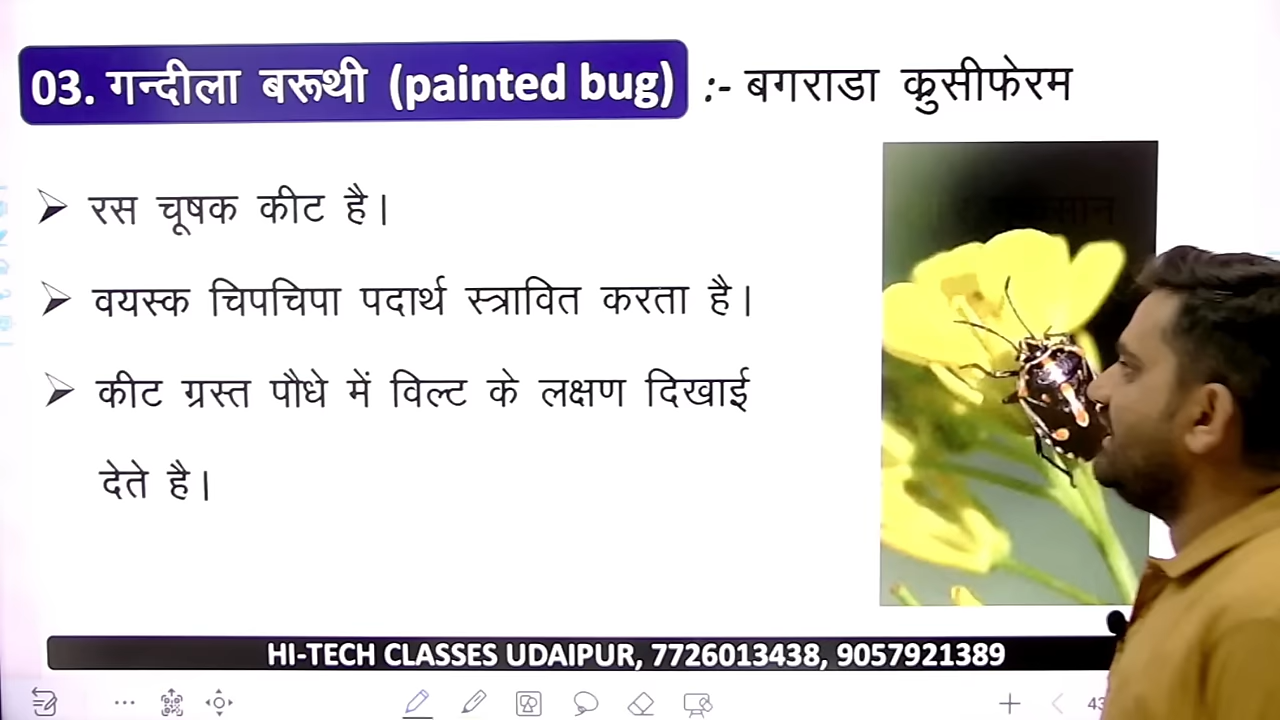 03. गन्दीला बरूथी (painted bug) :- बगराडा क्रुसीफेरम
रस चूषक कीट है।
वयस्क चिपचिपा पदार्थ स्त्रावित करता है।
कीट ग्रस्त पौधे में विल्ट के लक्षण दिखाई
देते है।
HI-TECH CLASSES UDAIPUR, 7726013438, 9057921389
43